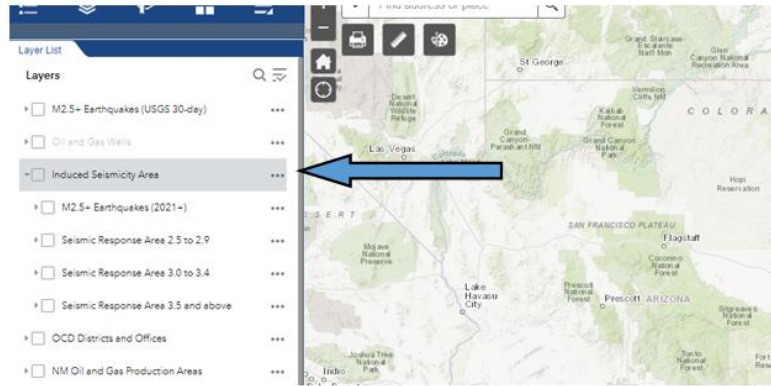 Find address or place
Layer List
Layers
M2.5+ Earthquakes (USGS 30-day)
Oil and Gas Wells
Induced Seismicity Area
M2.5+ Earthquakes (2021+)
Seismic Response Area 2.5 to 2.9
Seismic Response Area 3.0 to 3.4
Seismic Response Area 3.5 and above
OCD Districts and Offices
NM Oil and Gas Production Areas
Grand Staircase-
Escalante
Nat'l Mon
Glen
Canyon National
Recreation Area
St George
Vermilion
Cliffs NM
Desert
National
Wildlife
Refuge
Kaibab
National
Forest
COLORA
Grand
Canyon-
Parashant NM
Grand Canyon
National
Park
Las Vegas
Hopi
Reservation
SERT
SAN FRANCISCO PLATEAU
Flagstaff
Mojave
National
Preserve
Coconino
National
Forest
Lake
Havasu
City
Prescott
National
Forest
Prescott
ARIZONA
Sitgreaves
National
Forest
Joshua Tree
National
Park
Indio
Tonto
National
Forest
Fort